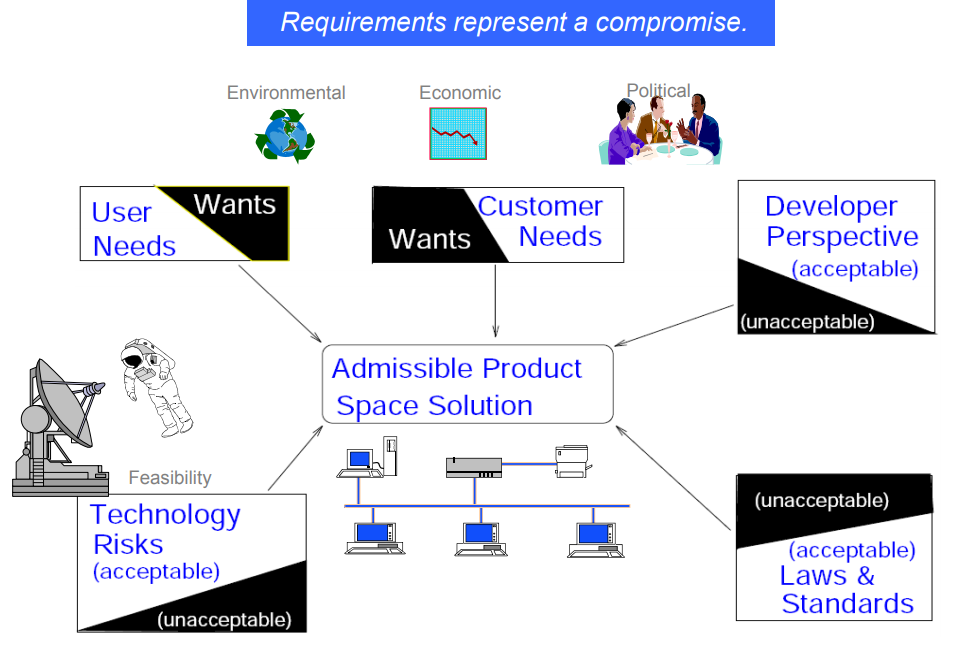 Requirements represent a compromise.
Environmental
Economic
Political
User
Needs
Wants
Wants
Customer
Needs
Developer
Perspective
(acceptable)
(unacceptable)
Admissible Product
Space Solution
Feasibility
Technology
Risks
(acceptable)
(unacceptable)
(unacceptable)
(acceptable)
Laws &
Standards